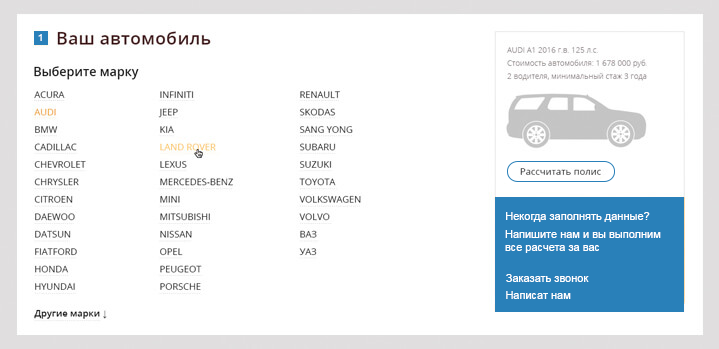 1 Ваш автомобиль
Выберите марку
ACURA
AUDI
BMW
CADILLAC
CHEVROLET
CHRYSLER
CITROEN
DAEWOO
DATSUN
FIATFORD
HONDA
HYUNDAI
INFINITI
JEEP
KIA
LAND ROVER
LEXUS
MERCEDES-BENZ
MINI
MITSUBISHI
NISSAN
OPEL
PEUGEOT
PORSCHE
RENAULT
SKODAS
SANG YONG
SUBARU
SUZUKI
TOYOTA
VOLKSWAGEN
VOLVO
ВАЗ
УАЗ
Другие марки ↓
AUDI A1 2016 г.в. 125 л.с.
Стоимость автомобиля: 1 678 000 руб
2 водителя, минимальный стаж 3 года
Рассчитать полис
Некогда заполнять данные?
Напишите нам и вы выполним
все расчета за вас
Заказать звонок
Написат нам